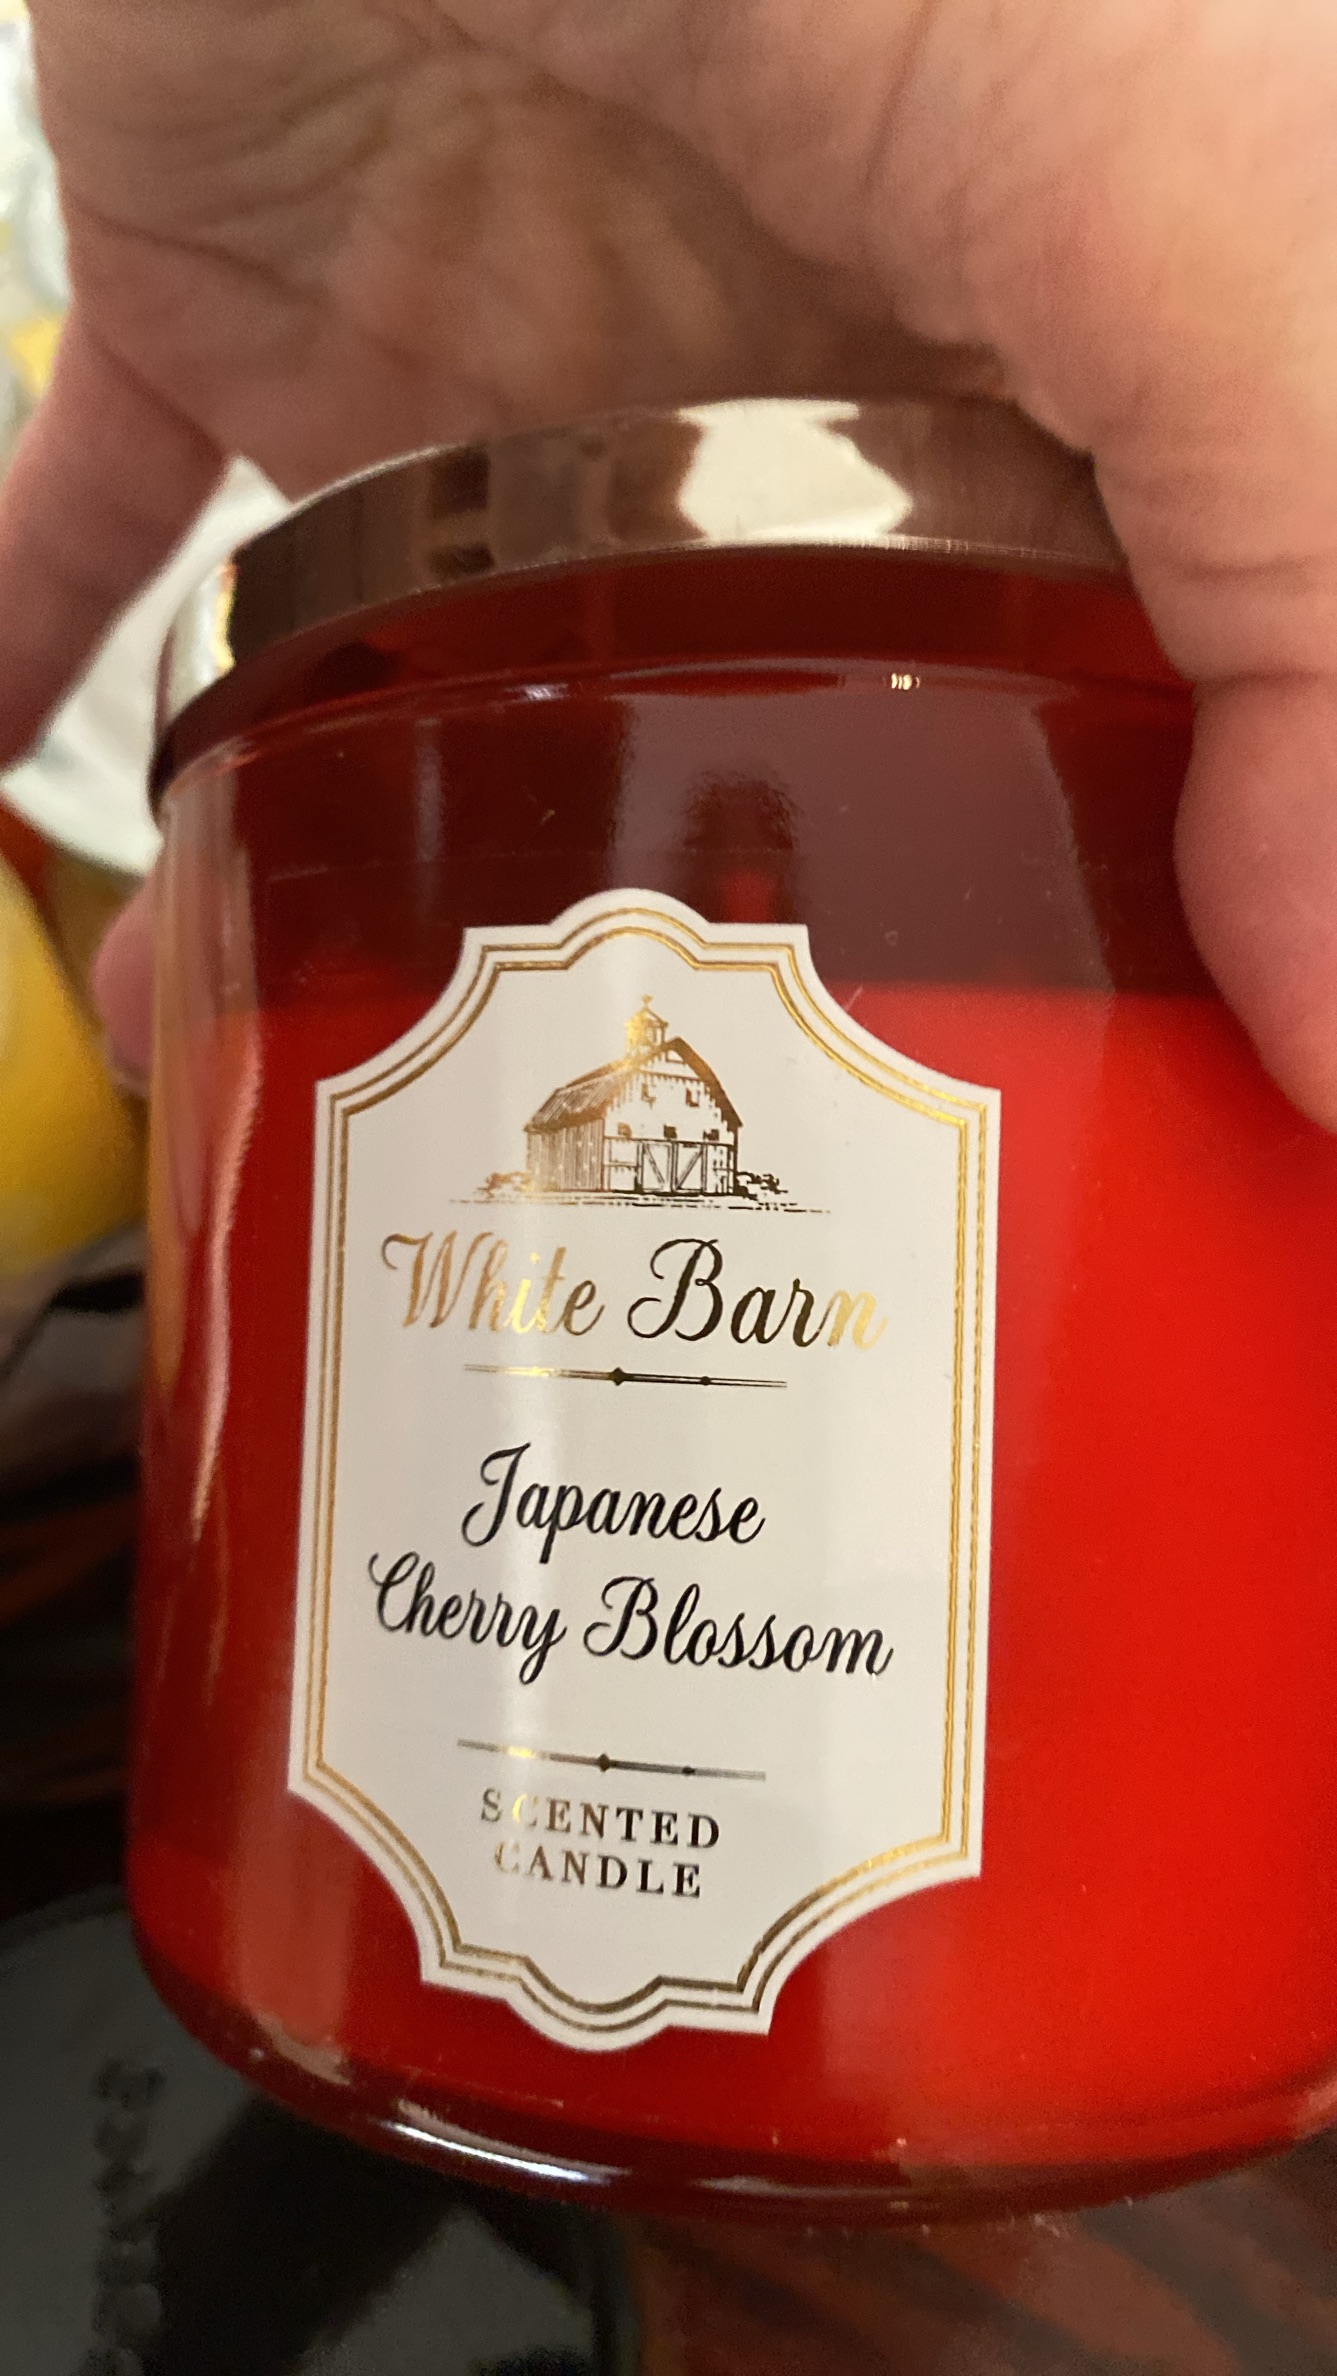 White Barn
Japanese
Cherry Blossom
SCENTED
CANDLE